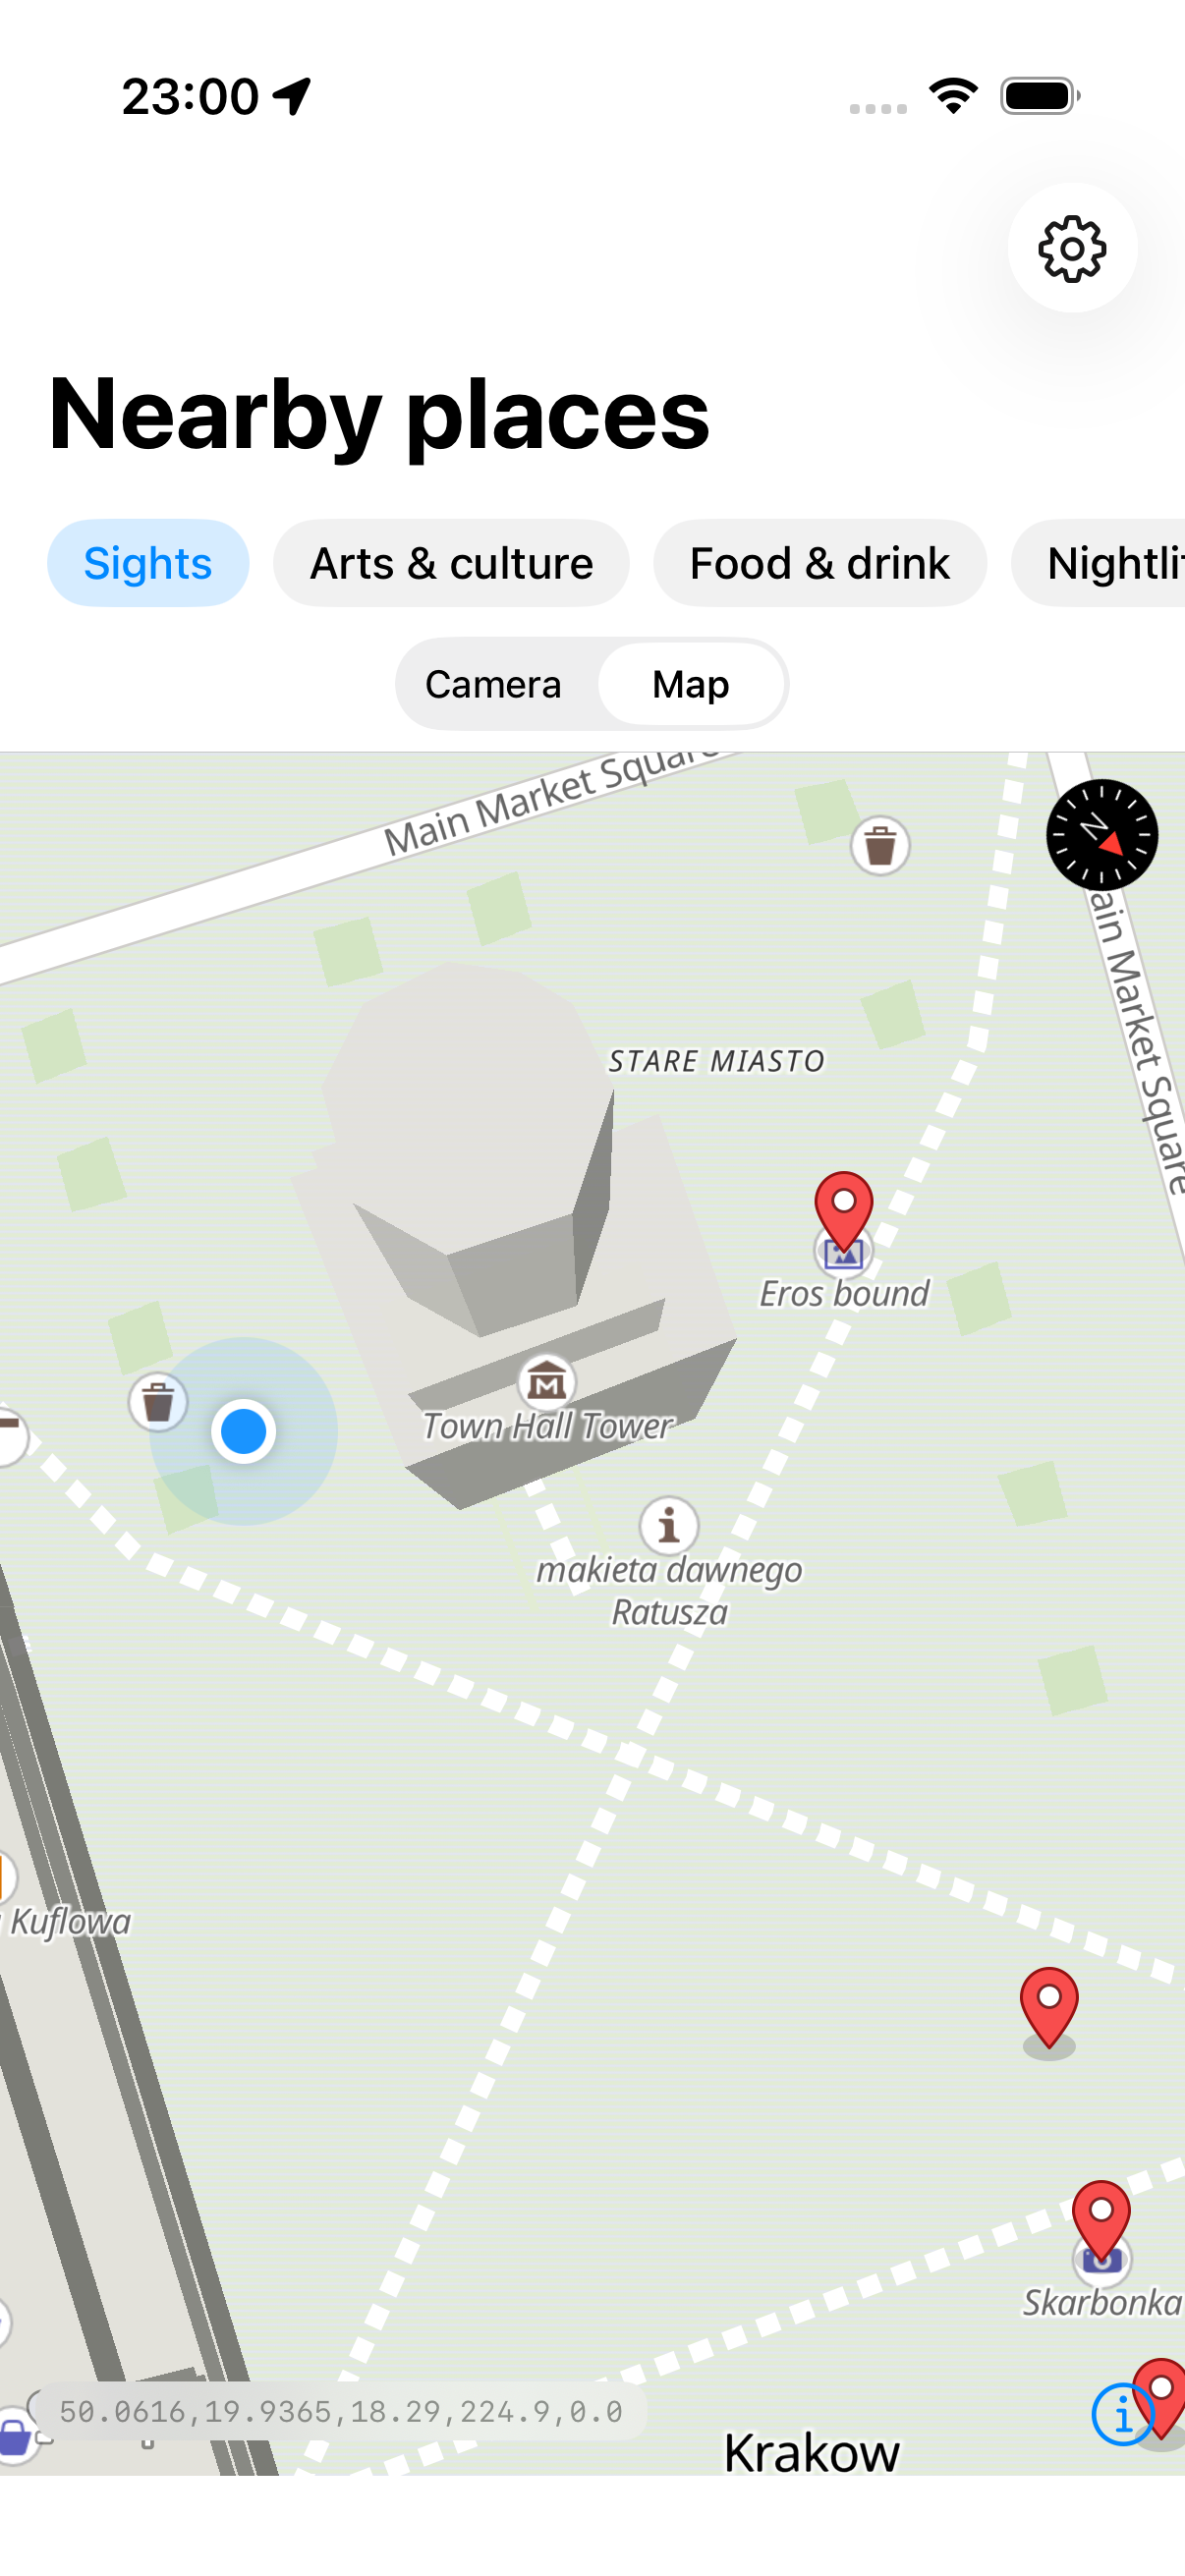 23:00
Nearby places
Sights
Arts & culture
Food & drink
Camera
Map
Main Market Square
N
Main Market Square
STARE MIASTO
Eros bound
Town Hall Tower
makieta dawnego
Ratusza
Kuflowa
Skarbonka
50.0616,19.9365,18.29,224.9,0.0
Krakow